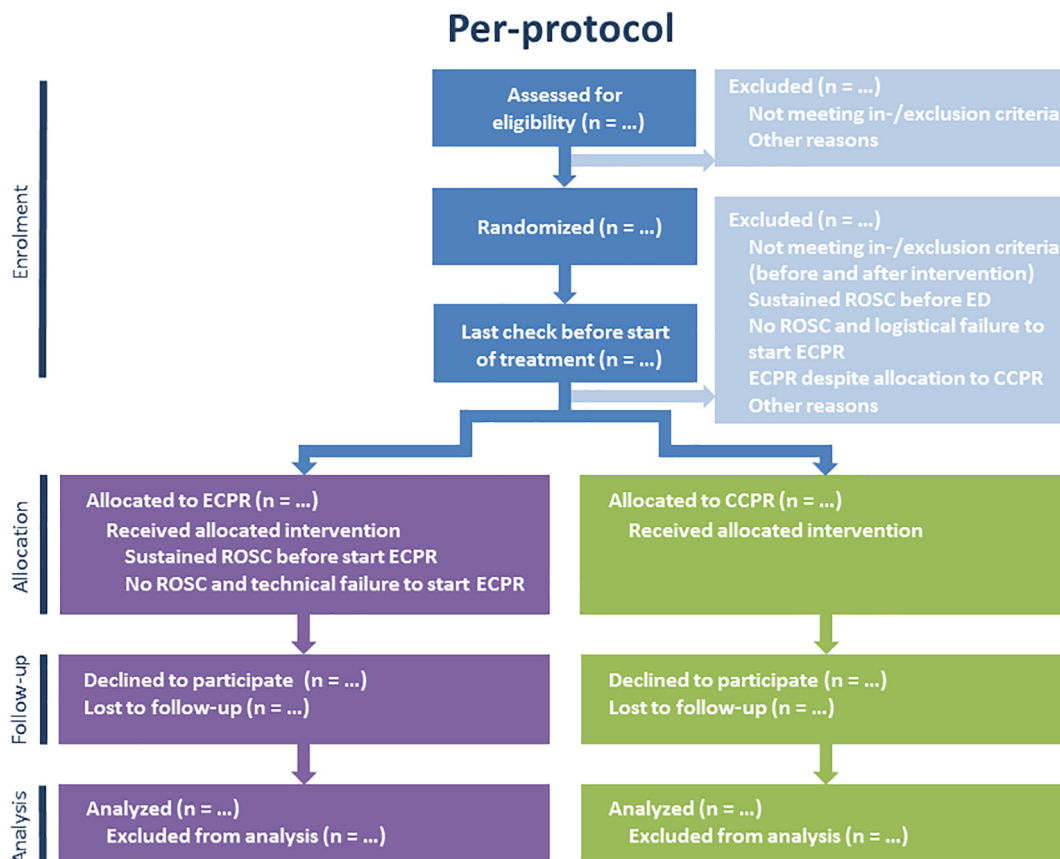 Per-protocol
Enrolment
Assessed for
eligibility (n = ...)
Excluded (n = ...)
Not meeting in-/exclusion criteria
Other reasons
Randomized (n = ...)
Excluded (n = ...)
Not meeting in-/exclusion criteria
(before and after intervention)
Sustained ROSC before ED
No ROSC and logistical failure to
start ECPR
ECPR despite allocation to CCPR
Other reasons
Last check before start
of treatment (n = ...)
Allocation
Allocated to ECPR (n = ...)
Received allocated intervention
Sustained ROSC before start ECPR
No ROSC and technical failure to start ECPR
Allocated to CCPR (n = ...)
Received allocated intervention
Follow-up
Declined to participate (n = ...)
Lost to follow-up (n = ...)
Declined to participate (n = ...)
Lost to follow-up (n = ...)
Analysis
Analyzed (n = ...)
Excluded from analysis (n = ...)
Analyzed (n = ...)
Excluded from analysis (n = ...)